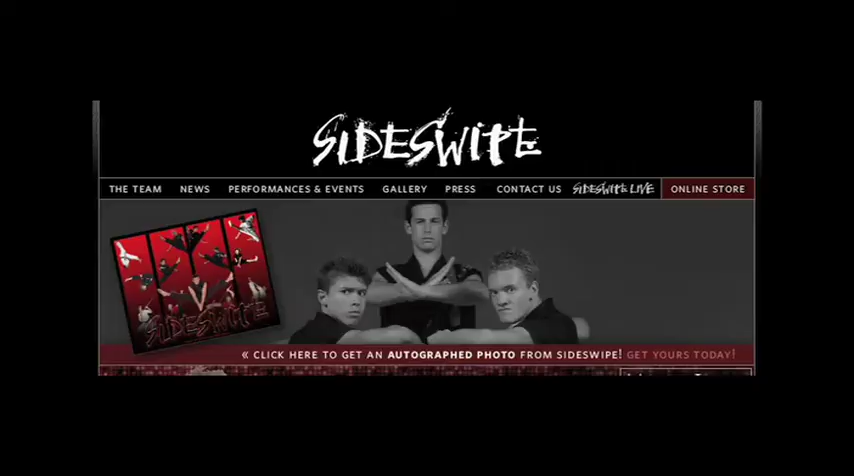 SIDESWIPE
THE TEAM NEWS PERFORMANCES & EVENTS GALLERY PRESS CONTACT US SIDESWIPE LIVE ONLINE STORE
SIDESWIPE
« CLICK HERE TO GET AN AUTOGRAPHED PHOTO FROM SIDESWIPE! GET YOURS TODAY!